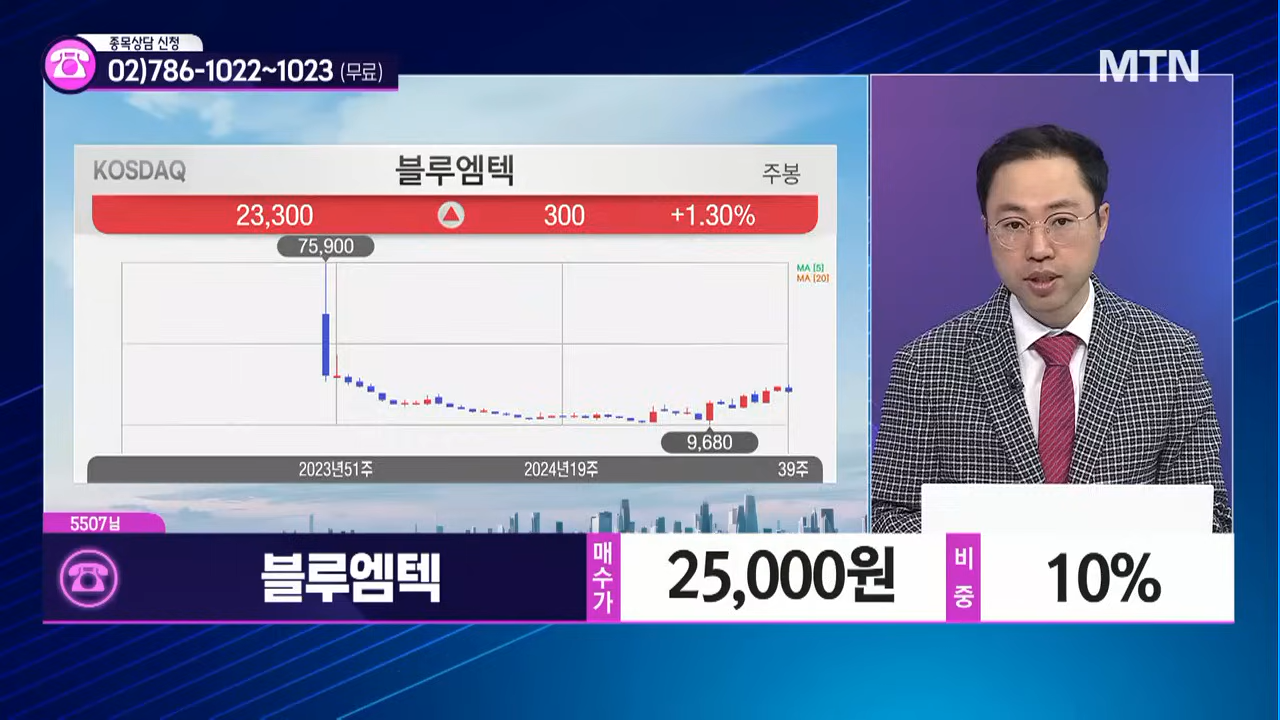 종목상담 신청
02)786-1022~1023 (무료)
MTN
KOSDAQ
블루엠텍
주봉
23,300 300 +1.30%
75,900
MA [5]
MA [20]
9,680
2023년51주 2024년19주 39주
5507님
블루엠텍
매수가
25,000원
비중
10%